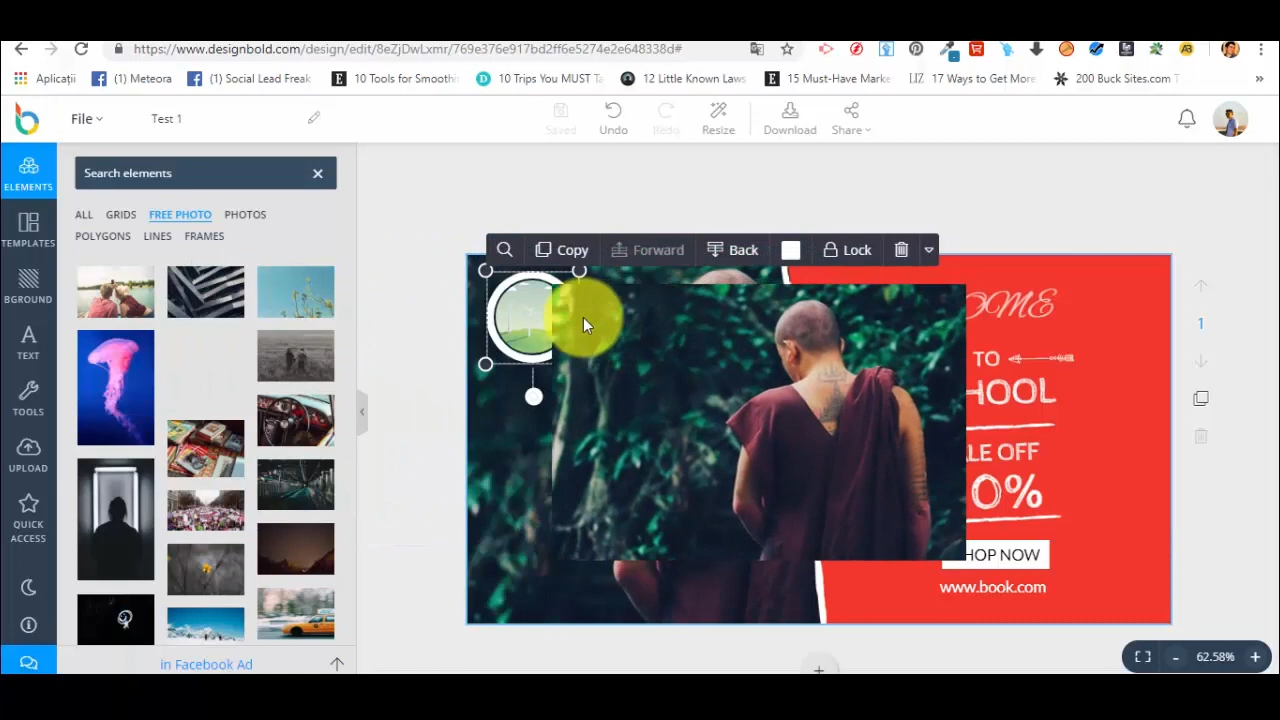 https://www.designbold.com/design/edit/8eZjDwLxmr/769e376e917bd2ff6e5274e2e648338d#
Aplicații
(1) Meteora
(1) Social Lead Freak
10 Tools for Smoothi
10 Trips You MUST Ta
12 Little Known Laws
15 Must-Have Marke
17 Ways to Get More
200 Buck Sites.com T
»
File
Test 1
Saved
Undo
Redo
Resize
Download
Share
ELEMENTS
Search elements
ALL GRIDS FREE PHOTO PHOTOS
POLYGONS LINES FRAMES
TEMPLATES
BGROUND
TEXT
TOOLS
UPLOAD
QUICK
ACCESS
in Facebook Ad
Copy
Forward
Back
Lock
OME
TO
HOOL
LE OFF
0%
HOP NOW
www.book.com
1
- 62.58% +